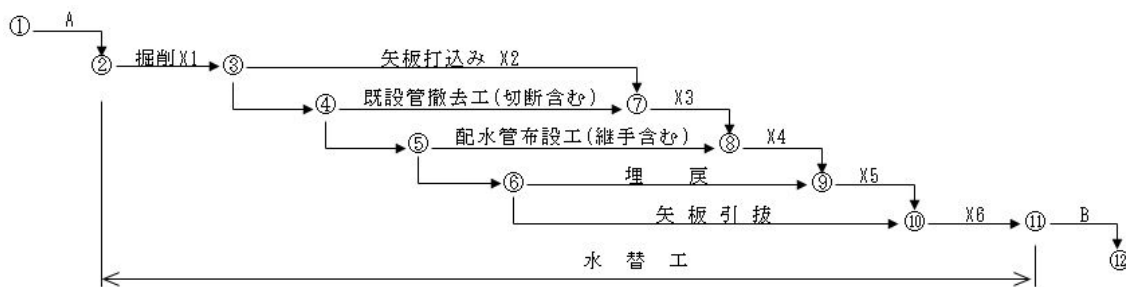 ① A
② 掘削X1 ③ 矢板打込み X2
④ 既設管撤去工(切断含む) ⑦ X3
⑤ 配水管布設工(継手含む) ⑧ X4
⑥ 埋 戻 ⑨ X5
矢 板 引 抜 ⑩ X6 ⑪ B
⑫
水 替 工